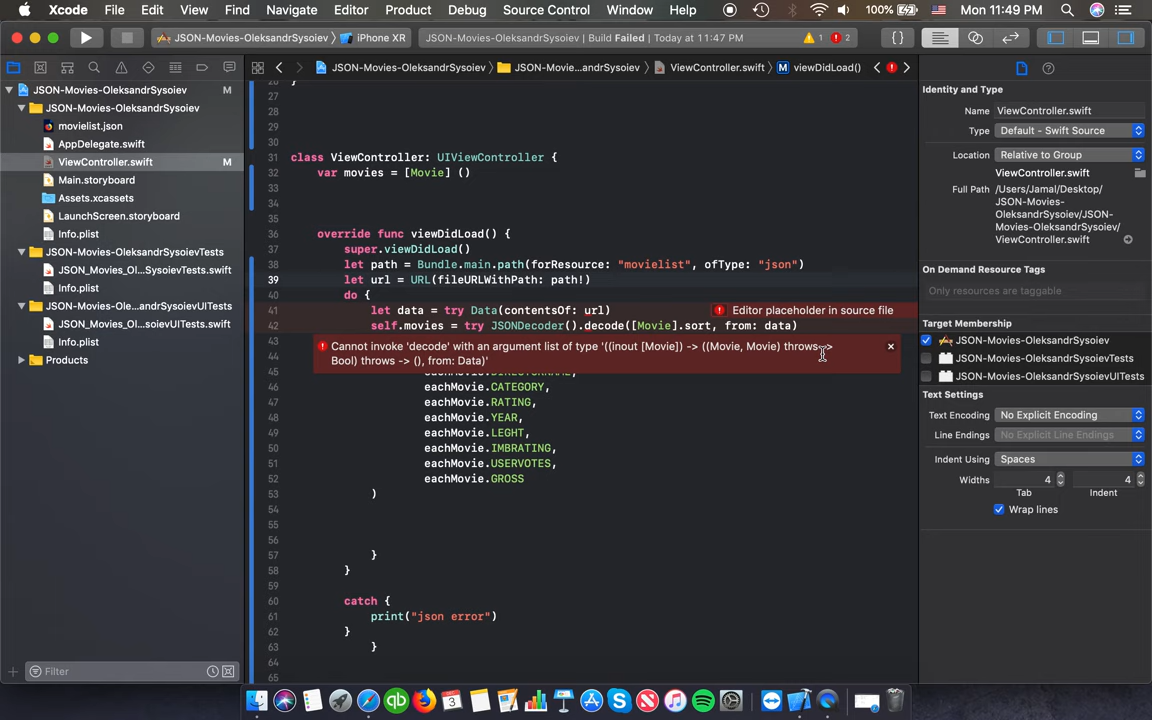 Xcode File Edit View Find Navigate Editor Product Debug Source Control Window Help 100% Mon 11:49 PM
JSON-Movies-OleksandrSysoiev iPhone XR JSON-Movies-OleksandrSysoiev | Build Failed | Today at 11:47 PM 1 2
JSON-Movies-OleksandrSysoiev JSON-Movie...andrSysoiev ViewController.swift M viewDidLoad()
JSON-Movies-OleksandrSysoiev M
JSON-Movies-OleksandrSysoiev
movielist.json
AppDelegate.swift
ViewController.swift M
Main.storyboard
Assets.xcassets
LaunchScreen.storyboard
Info.plist
JSON-Movies-OleksandrSysoievTests
JSON_Movies_Ol...SysoievTests.swift
Info.plist
JSON-Movies-Ol...andrSysoievUITests
JSON_Movies_Ol...SysoievUITests.swift
Info.plist
Products
Filter
27
28
29
30
31 class ViewController: UIViewController {
32 var movies = [Movie] ()
33
34
35
36 override func viewDidLoad() {
37 super.viewDidLoad()
38 let path = Bundle.main.path(forResource: "movielist", ofType: "json")
39 let url = URL(fileURLWithPath: path!)
40 do {
41 let data = try Data(contentsOf: url) Editor placeholder in source file
42 self.movies = try JSONDecoder().decode([Movie].sort, from: data)
43 Cannot invoke 'decode' with an argument list of type '((inout [Movie]) -> ((Movie, Movie) throws ->
44 Bool) throws -> (), from: Data)'
45
46 eachMovie.CATEGORY,
47 eachMovie.RATING,
48 eachMovie.YEAR,
49 eachMovie.LEGHT,
50 eachMovie.IMBRATING,
51 eachMovie.USERVOTES,
52 eachMovie.GROSS
53 )
54
55
56
57 }
58 }
59
60 catch {
61 print("json error")
62 }
63 }
64
65
Identity and Type
Name ViewController.swift
Type Default - Swift Source
Location Relative to Group
ViewController.swift
Full Path /Users/Jamal/Desktop/
JSON-Movies-
OleksandrSysoiev/JSON-
Movies-OleksandrSysoiev/
ViewController.swift
On Demand Resource Tags
Only resources are taggable
Target Membership
JSON-Movies-OleksandrSysoiev
JSON-Movies-OleksandrSysoievTests
JSON-Movies-OleksandrSysoievUITests
Text Settings
Text Encoding No Explicit Encoding
Line Endings No Explicit Line Endings
Indent Using Spaces
Widths 4 4
Tab Indent
Wrap lines